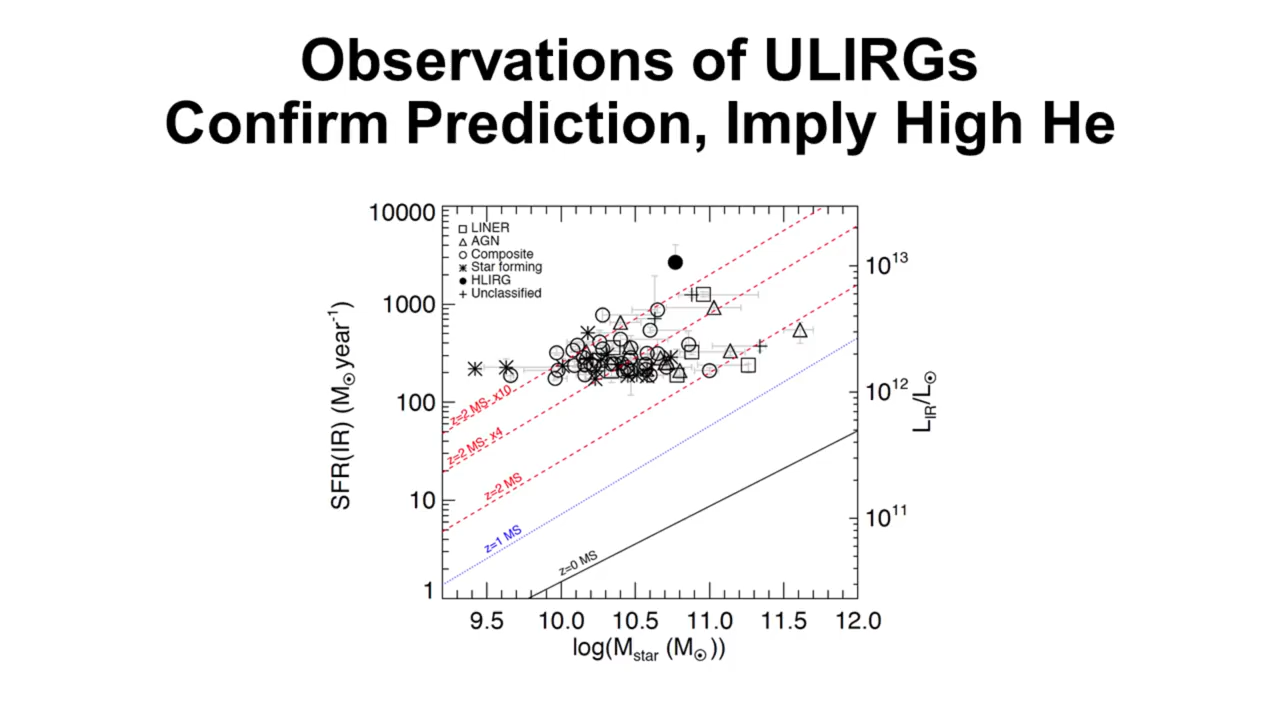 Observations of ULIRGs
Confirm Prediction, Imply High He
LINER
AGN
Composite
Star forming
HLIRG
Unclassified
10000
1000
100
10
1
SFR(IR) (M⊙ year⁻¹)
z=2 MS- x10
z=2 MS- x4
z=2 MS
z=1 MS
z=0 MS
10¹³
10¹²
10¹¹
L_IR/L⊙
9.5 10.0 10.5 11.0 11.5 12.0
log(M_star (M⊙))